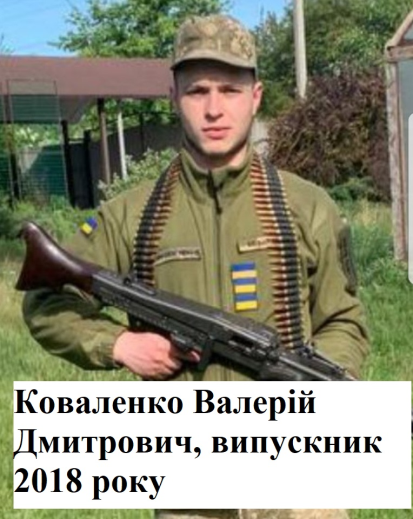 Коваленко Валерій
Дмитрович, випускник
2018 року